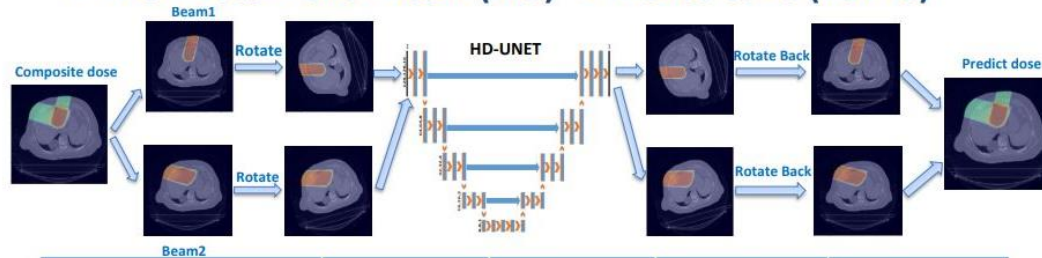 Beam1
Rotate
HD-UNET
Rotate Back
Composite dose
Predict dose
Rotate
Rotate Back
Beam2